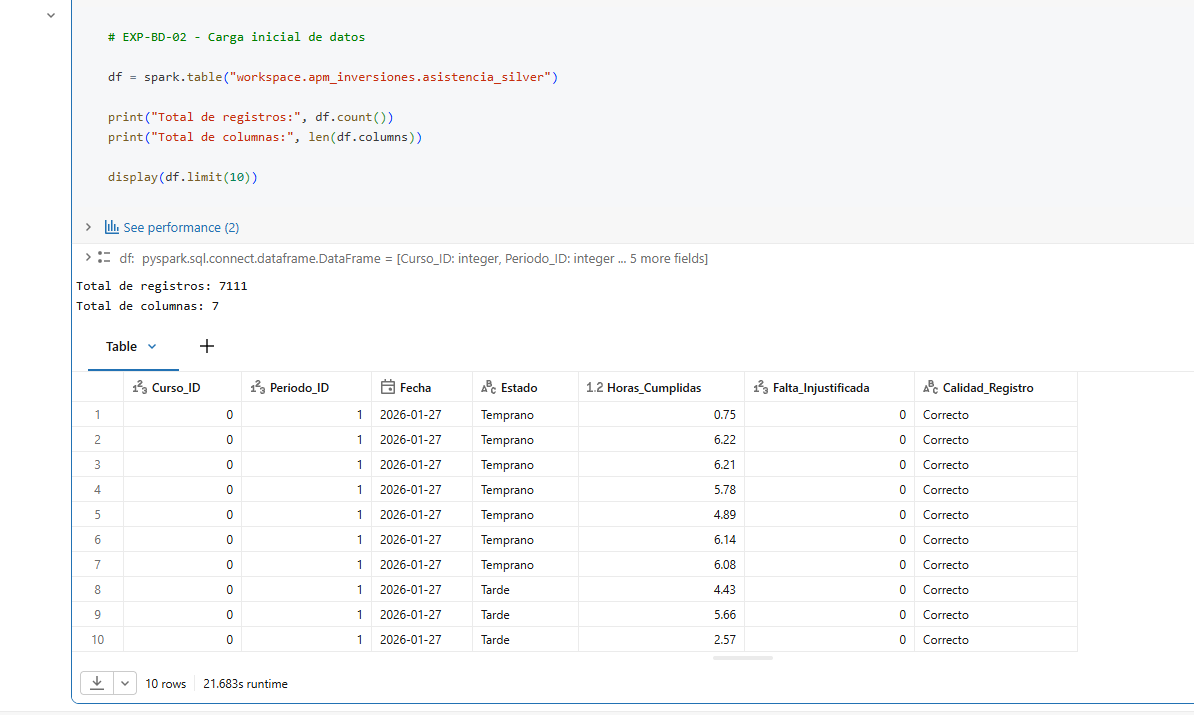 # EXP-BD-02 - Carga inicial de datos
df = spark.table("workspace.apm_inversiones.asistencia_silver")
print("Total de registros:", df.count())
print("Total de columnas:", len(df.columns))
display(df.limit(10))
See performance (2)
df: pyspark.sql.connect.dataframe.DataFrame = [Curso_ID: integer, Periodo_ID: integer ... 5 more fields]
Total de registros: 7111
Total de columnas: 7
Table
123 Curso_ID 123 Periodo_ID Fecha ABC Estado 1.2 Horas_Cumplidas 123 Falta_Injustificada ABC Calidad_Registro
1 0 1 2026-01-27 Temprano 0.75 0 Correcto
2 0 1 2026-01-27 Temprano 6.22 0 Correcto
3 0 1 2026-01-27 Temprano 6.21 0 Correcto
4 0 1 2026-01-27 Temprano 5.78 0 Correcto
5 0 1 2026-01-27 Temprano 4.89 0 Correcto
6 0 1 2026-01-27 Temprano 6.14 0 Correcto
7 0 1 2026-01-27 Temprano 6.08 0 Correcto
8 0 1 2026-01-27 Tarde 4.43 0 Correcto
9 0 1 2026-01-27 Tarde 5.66 0 Correcto
10 0 1 2026-01-27 Tarde 2.57 0 Correcto
10 rows 21.683s runtime